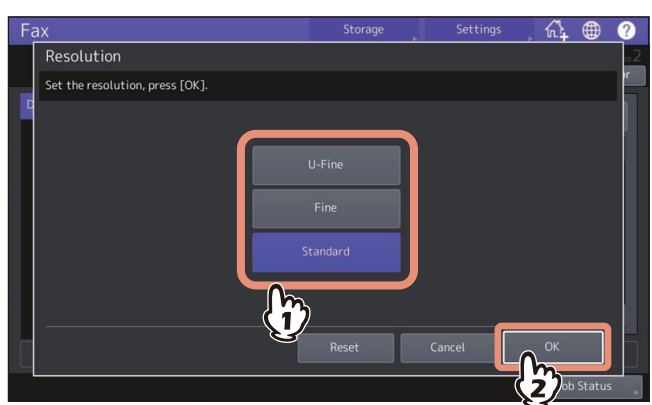 Fax
Storage
Settings
?
Resolution
Set the resolution, press [OK].
U-Fine
Fine
Standard
1
Reset
Cancel
OK
2
Job Status